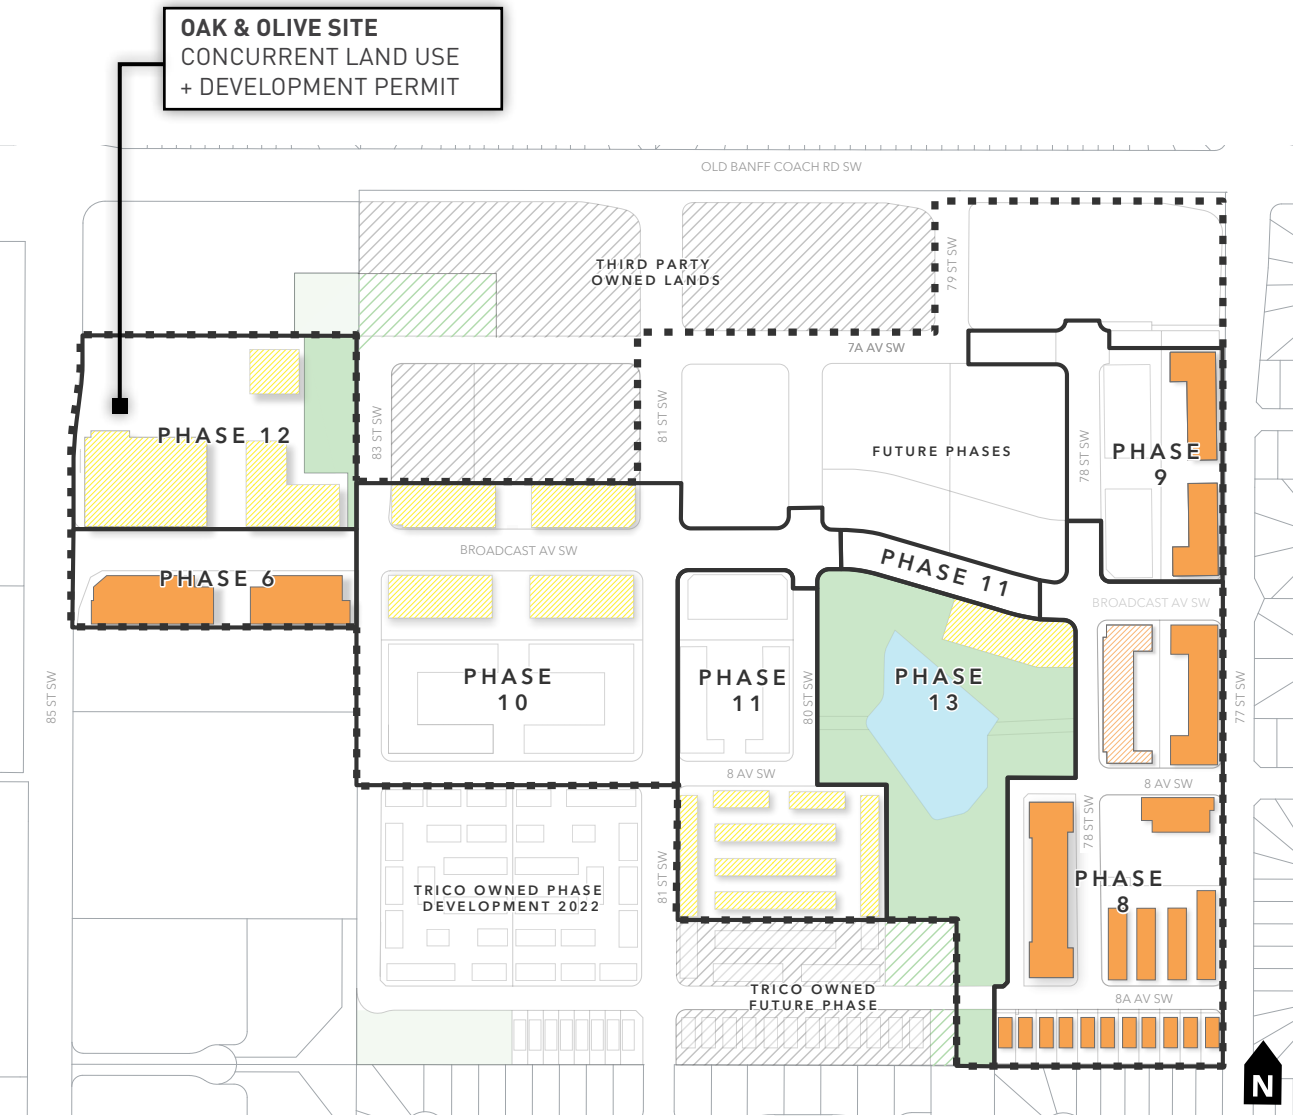 OAK & OLIVE SITE
CONCURRENT LAND USE
+ DEVELOPMENT PERMIT
OLD BANFF COACH RD SW
THIRD PARTY
OWNED LANDS
79 ST SW
7A AV SW
83 ST SW
81 ST SW
PHASE 12
FUTURE PHASES
78 ST SW
PHASE
9
BROADCAST AV SW
PHASE 6
PHASE 11
BROADCAST AV SW
85 ST SW
PHASE
10
PHASE
11
80 ST SW
PHASE
13
77 ST SW
8 AV SW
8 AV SW
78 ST SW
81 ST SW
TRICO OWNED PHASE
DEVELOPMENT 2022
PHASE
8
TRICO OWNED
FUTURE PHASE
8A AV SW
N